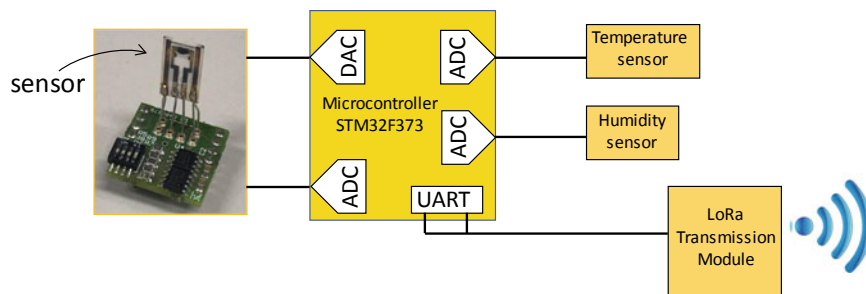 sensor
DAC
ADC
Microcontroller
STM32F373
ADC
ADC
UART
Temperature
sensor
Humidity
sensor
LoRa
Transmission
Module